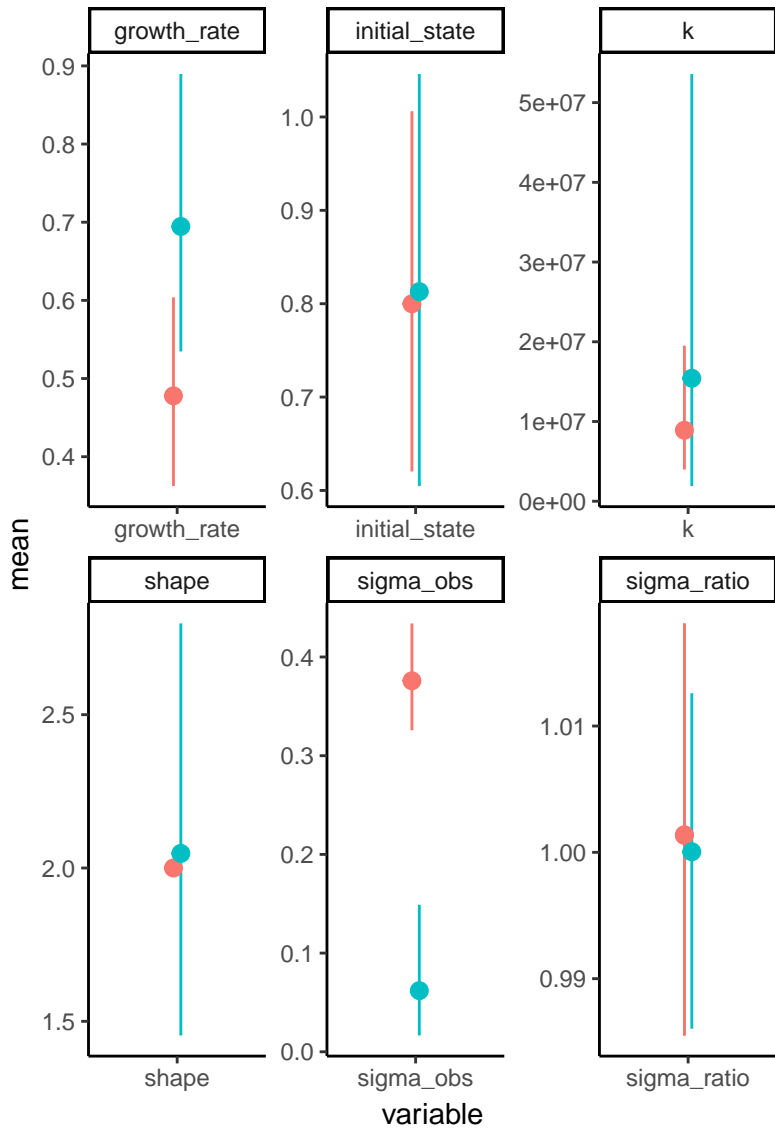 growth_rate initial_state k
0.9
0.8
0.7
0.6
0.5
0.4
1.0
0.9
0.8
0.7
0.6
5e+07
4e+07
3e+07
2e+07
1e+07
0e+00
growth_rate initial_state k
mean
shape sigma_obs sigma_ratio
2.5
2.0
1.5
0.4
0.3
0.2
0.1
0.0
1.01
1.00
0.99
shape sigma_obs sigma_ratio
variable